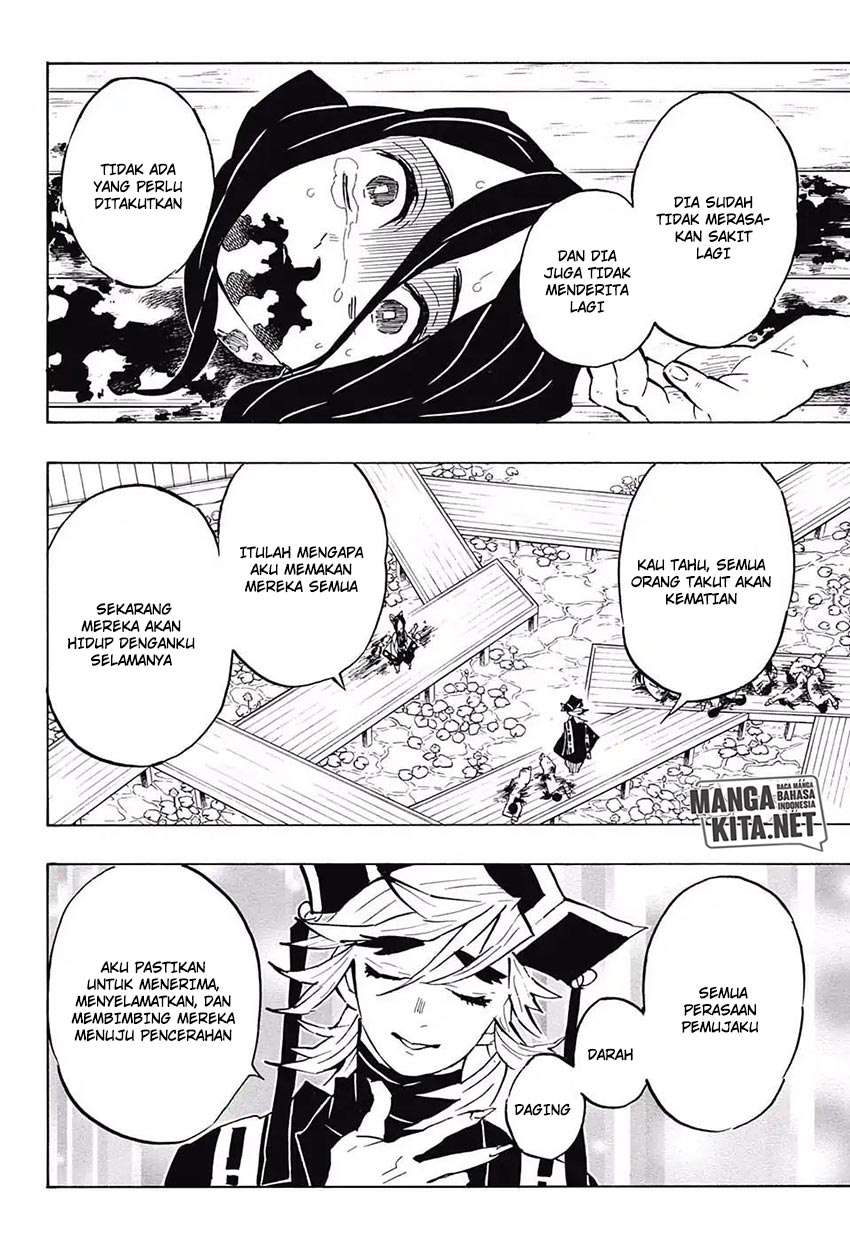 DIA SUDAH
TIDAK MERASA-
KAN SAKIT
LAGI
DAN DIA
JUGA TIDAK
MENDERITA
LAGI
TIDAK ADA
YANG PERLU
DITAKUTKAN
KAU TAHU, SEMUA
ORANG TAKUT AKAN
KEMATIAN
ITULAH MENGAPA
AKU MEMAKAN
MEREKA SEMUA
SEKARANG
MEREKA AKAN
HIDUP DENGANKU
SELAMANYA
MANGA
KITA.NET
BACA MANGA
BAHASA
INDONESIA
SEMUA
PERASAAN
PEMUJAKU
DARAH
DAGING
AKU PASTIKAN
UNTUK MENERIMA,
MENYELAMATKAN, DAN
MEMBIMBING MEREKA
MENUJU PENCERAHAN